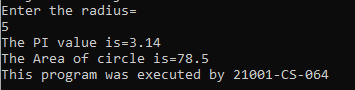 Enter the radius=
5
The PI value is=3.14
The Area of circle is=78.5
This program was executed by 21001-CS-064